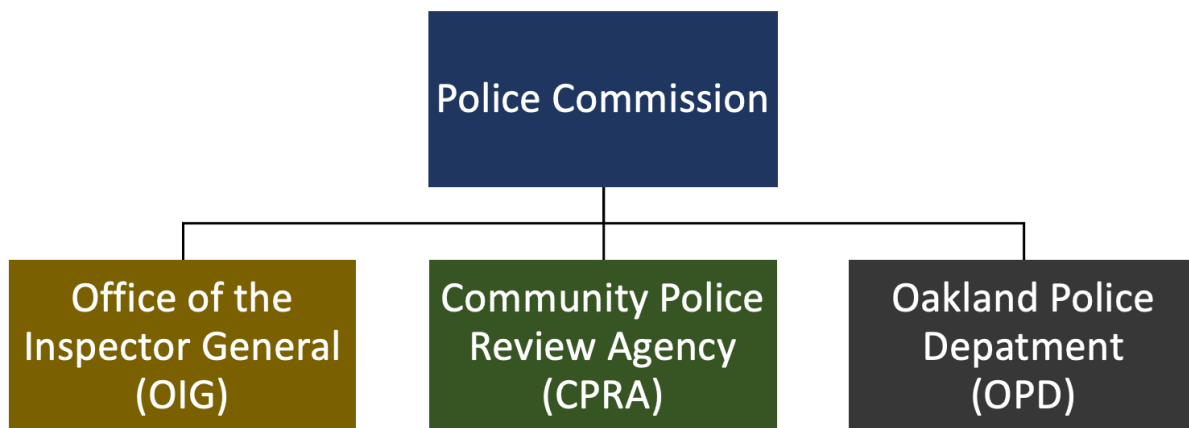 Police Commission
Office of the
Inspector General
(OIG)
Community Police
Review Agency
(CPRA)
Oakland Police
Depatment
(OPD)